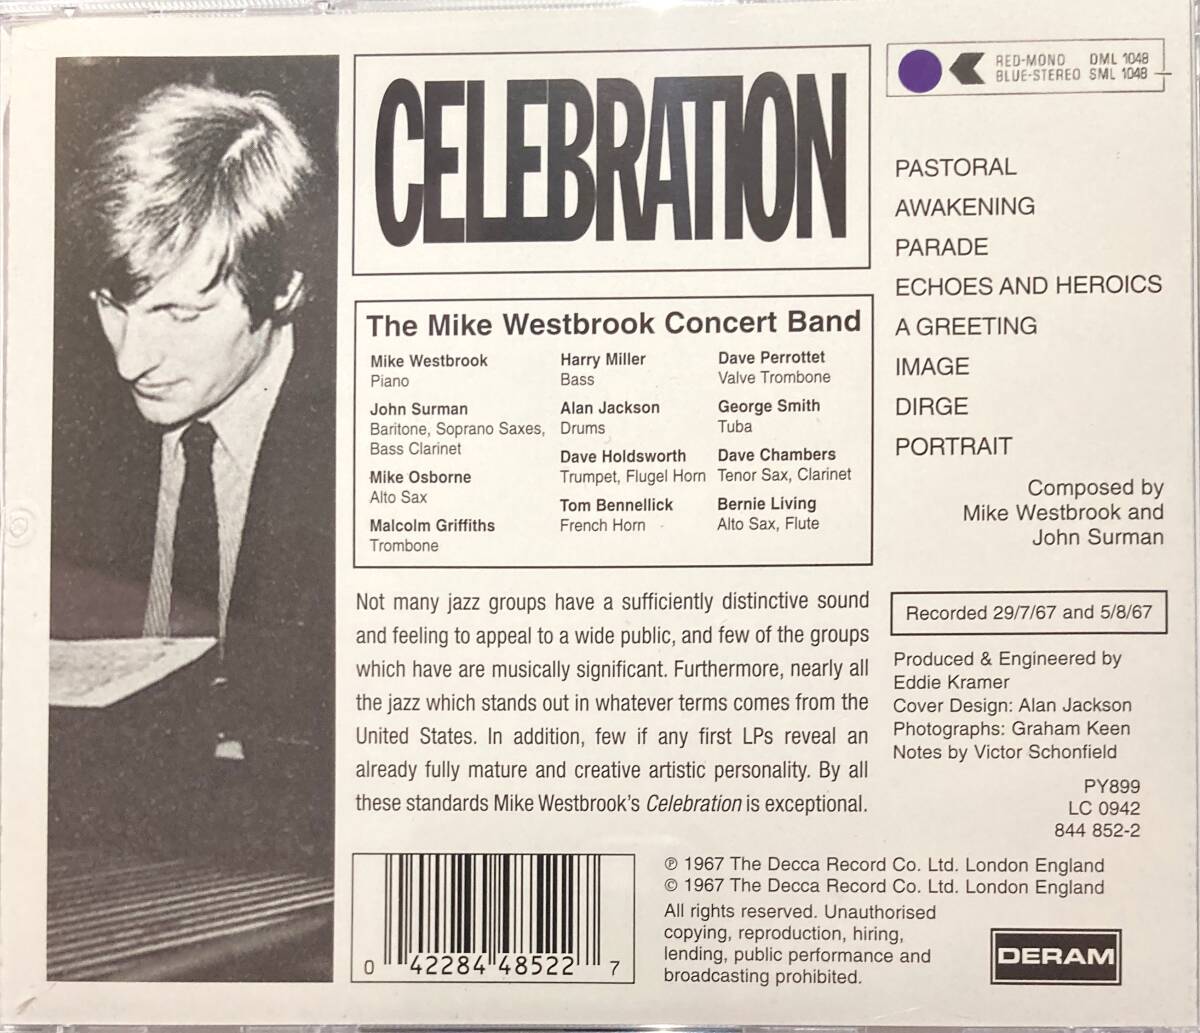 CELEBRATION
The Mike Westbrook Concert Band
Mike Westbrook
Piano
John Surman
Baritone, Soprano Saxes,
Bass Clarinet
Mike Osborne
Alto Sax
Malcolm Griffiths
Trombone
Harry Miller
Bass
Alan Jackson
Drums
Dave Holdsworth
Trumpet, Flugel Horn
Tom Bennellick
French Horn
Dave Perrottet
Valve Trombone
George Smith
Tuba
Dave Chambers
Tenor Sax, Clarinet
Bernie Living
Alto Sax, Flute
Not many jazz groups have a sufficiently distinctive sound
and feeling to appeal to a wide public, and few of the groups
which have are musically significant. Furthermore, nearly all
the jazz which stands out in whatever terms comes from the
United States. In addition, few if any first LPs reveal an
already fully mature and creative artistic personality. By all
these standards Mike Westbrook's Celebration is exceptional.
RED-MONO DML 1048
BLUE-STEREO SML 1048
PASTORAL
AWAKENING
PARADE
ECHOES AND HEROICS
A GREETING
IMAGE
DIRGE
PORTRAIT
Composed by
Mike Westbrook and
John Surman
Recorded 29/7/67 and 5/8/67
Produced & Engineered by
Eddie Kramer
Cover Design: Alan Jackson
Photographs: Graham Keen
Notes by Victor Schonfield
PY899
LC 0942
844 852-2
0 42284 48522 7
℗ 1967 The Decca Record Co. Ltd. London England
© 1967 The Decca Record Co. Ltd. London England
All rights reserved. Unauthorised
copying, reproduction, hiring,
lending, public performance and
broadcasting prohibited.
DERAM